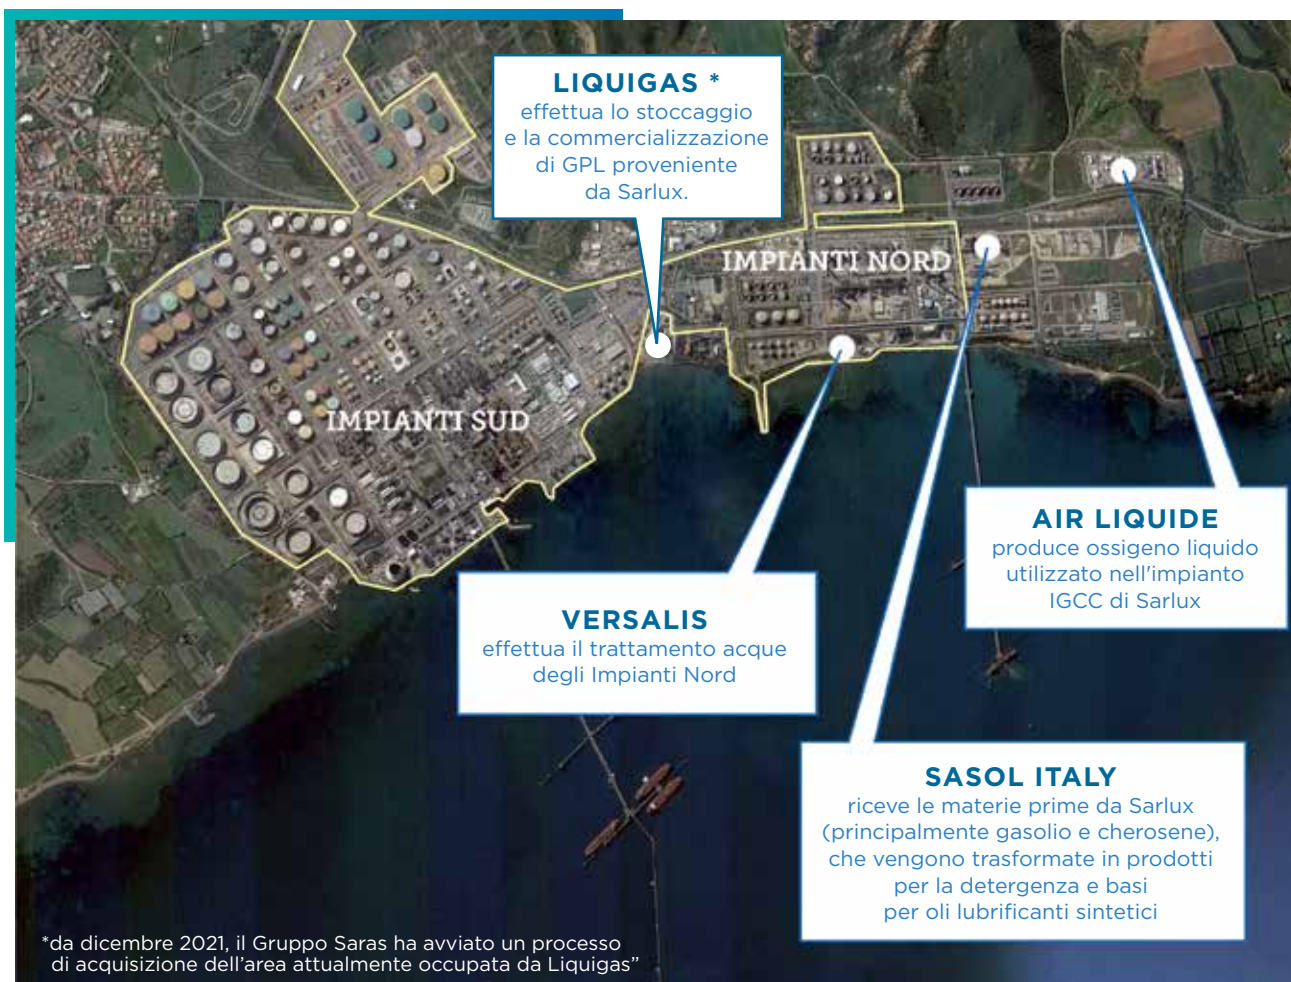 LIQUIGAS *
effettua lo stoccaggio
e la commercializzazione
di GPL proveniente
da Sarlux.
IMPIANTI NORD
IMPIANTI SUD
AIR LIQUIDE
produce ossigeno liquido
utilizzato nell'impianto
IGCC di Sarlux
VERSALIS
effettua il trattamento acque
degli Impianti Nord
SASOL ITALY
riceve le materie prime da Sarlux
(principalmente gasolio e cherosene),
che vengono trasformate in prodotti
per la detergenza e basi
per oli lubrificanti sintetici
*da dicembre 2021, il Gruppo Saras ha avviato un processo
di acquisizione dell’area attualmente occupata da Liquigas”